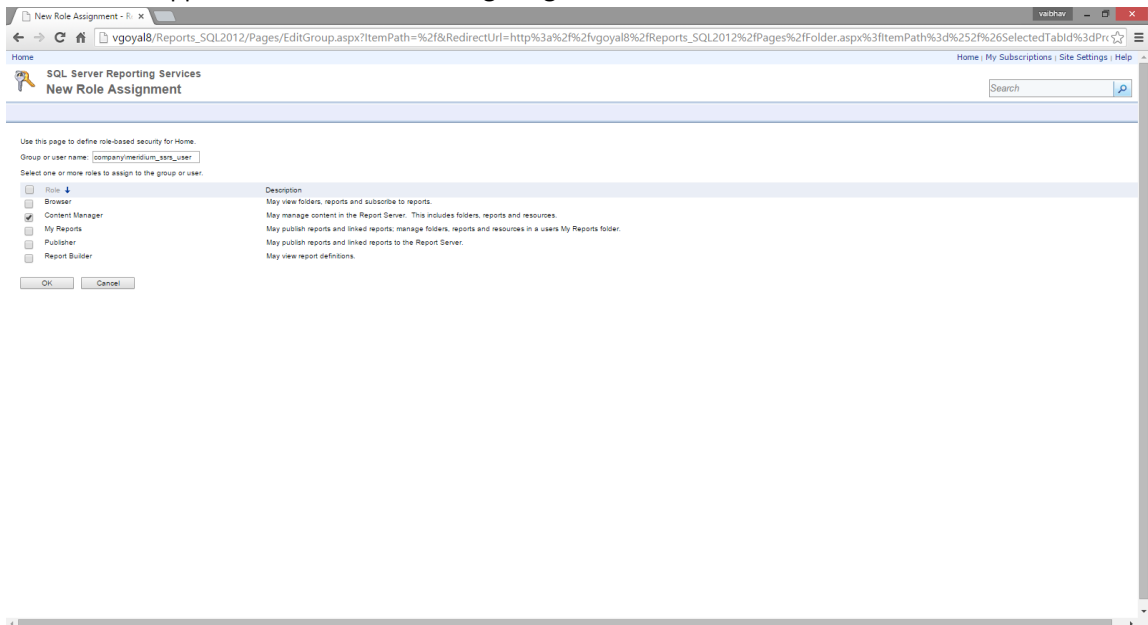 New Role Assignment - R
vaibhav
vgoyal8/Reports_SQL2012/Pages/EditGroup.aspx?ItemPath=%2f&RedirectUrl=http%3a%2f%2fvgoyal8%2fReports_SQL2012%2fPages%2fFolder.aspx%3fItemPath%3d%252f%26SelectedTabId%3dPr
Home
Home | My Subscriptions | Site Settings | Help
SQL Server Reporting Services
New Role Assignment
Search
Use this page to define role-based security for Home.
Group or user name: company\meridium_ssrs_user
Select one or more roles to assign to the group or user.
Role Description
Browser May view folders, reports and subscribe to reports.
Content Manager May manage content in the Report Server. This includes folders, reports and resources.
My Reports May publish reports and linked reports; manage folders, reports and resources in a users My Reports folder.
Publisher May publish reports and linked reports to the Report Server.
Report Builder May view report definitions.
OK Cancel